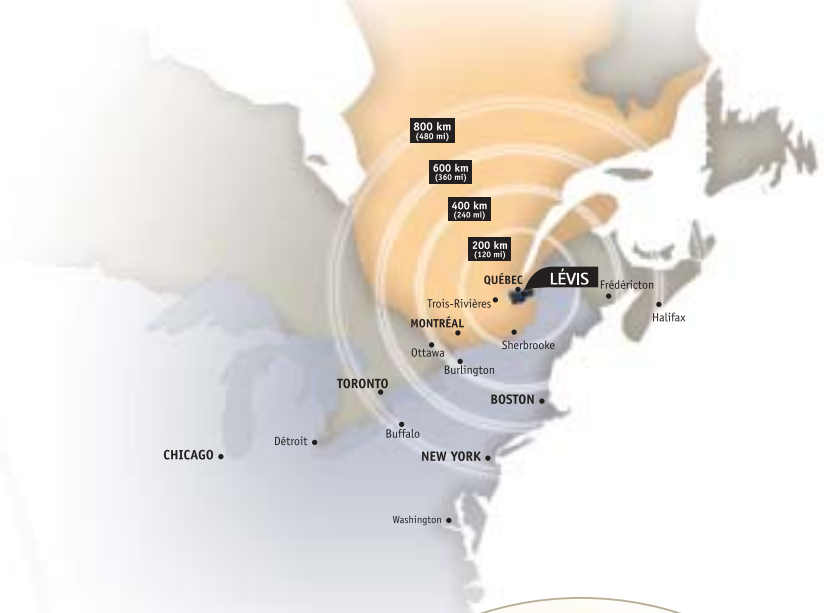 800 km
(480 mi)
600 km
(360 mi)
400 km
(240 mi)
200 km
(120 mi)
QUÉBEC
LÉVIS
Frédéricton
Trois-Rivières
Halifax
MONTRÉAL
Sherbrooke
Ottawa
Burlington
TORONTO
BOSTON
Buffalo
Détroit
CHICAGO
NEW YORK
Washington